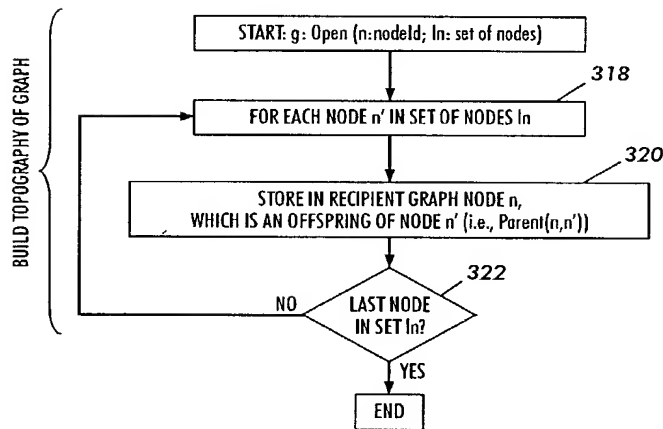 START: g: Open (n:nodeId; ln: set of nodes)
318
FOR EACH NODE n' IN SET OF NODES ln
320
STORE IN RECIPIENT GRAPH NODE n,
WHICH IS AN OFFSPRING OF NODE n' (i.e., Parent(n,n'))
322
LAST NODE
IN SET ln?
NO
YES
END
BUILD TOPOGRAPHY OF GRAPH